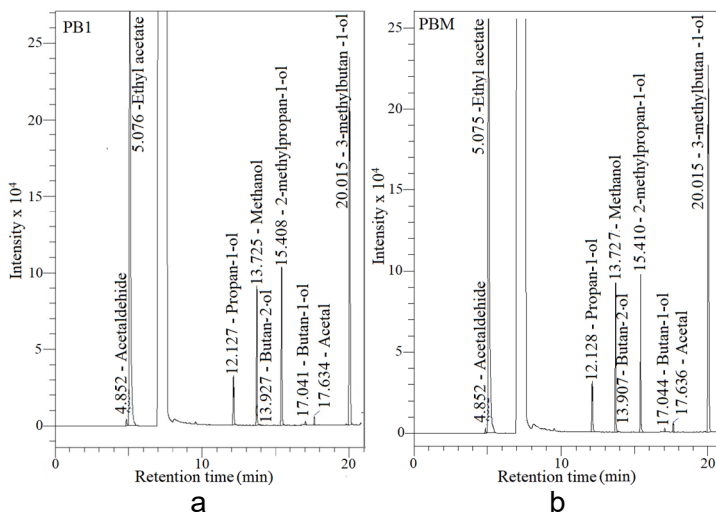 PB1
25
20
15
10
5
0
Intensity x 10⁴
4.852 - Acetaldehide
5.076 -Ethyl acetate
12.127 - Propan-1-ol
13.725 - Methanol
13.927 - Butan-2-ol
15.408 - 2-methylpropan-1-ol
17.041 - Butan-1-ol
17.634 - Acetal
20.015 - 3-methylbutan -1-ol
0 10 20
Retention time (min)
a
PBM
25
20
15
10
5
0
Intensity x 10⁴
4.852 - Acetaldehide
5.075 -Ethyl acetate
12.128 - Propan-1-ol
13.727 - Methanol
13.907 - Butan-2-ol
15.410 - 2-methylpropan-1-ol
17.044 - Butan-1-ol
17.636 - Acetal
20.015 - 3-methylbutan -1-ol
0 10 20
Retention time (min)
b